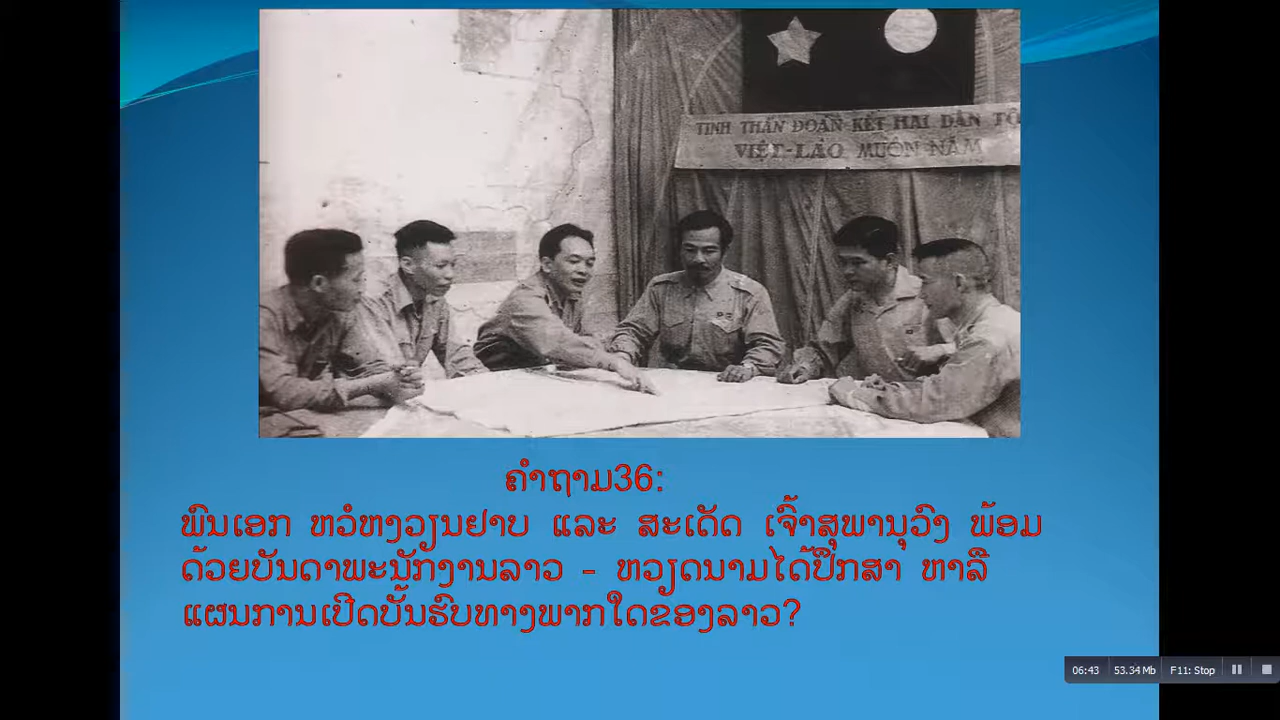 TINH THẦN ĐOÀN KẾT HAI DÂN TỘ
VIỆT-LÀO MUÔN NĂM
ຄຳຖາມ36:
ພົນເອກ ຫວໍຫງວຽນຢາບ ແລະ ສະເດັດ ເຈົ້າສຸພານຸວົງ ພ້ອມ
ດ້ວຍບັນດາພະນັກງານລາວ - ຫວຽດນາມໄດ້ປຶກສາ ຫາລື
ແຜນການເປີດບັ້ນຮົບທາງພາກໃດຂອງລາວ?
06:43 53.34 Mb F11: Stop